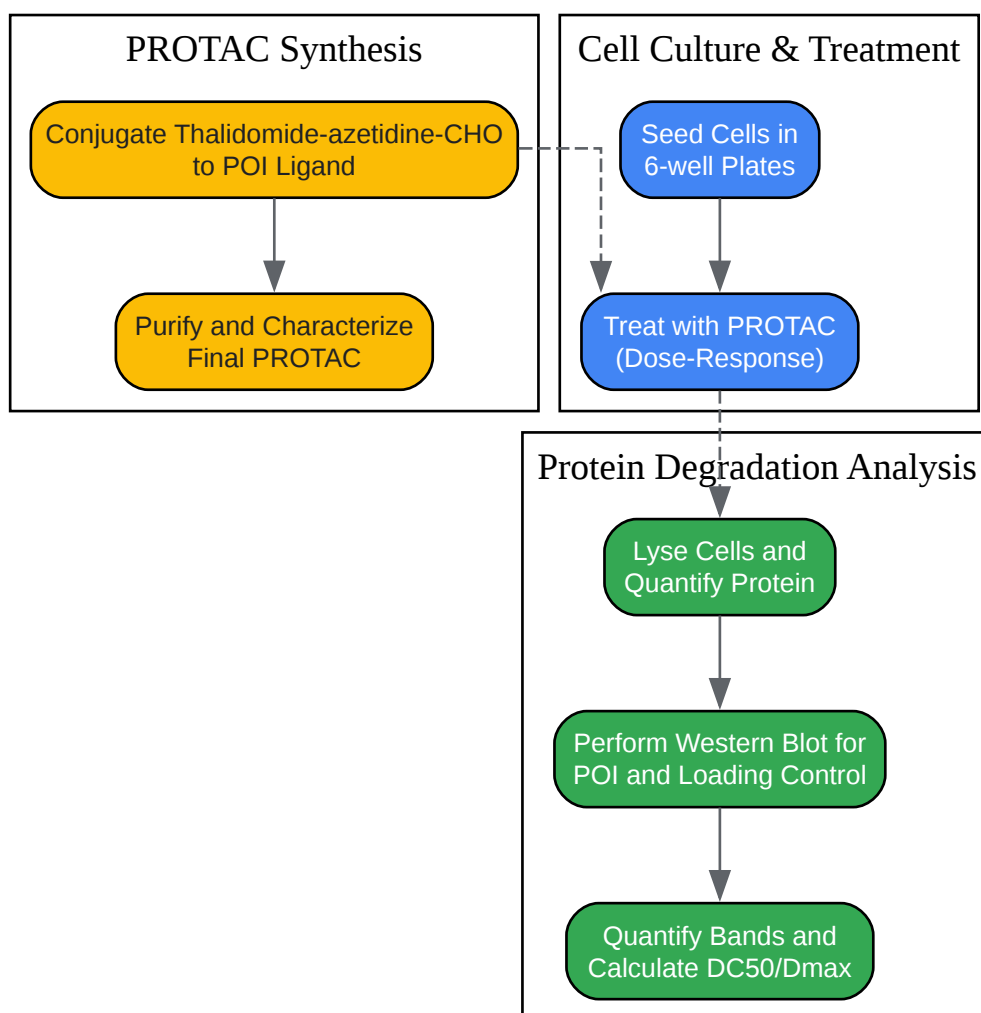 PROTAC Synthesis
Conjugate Thalidomide-azetidine-CHO
to POI Ligand
Purify and Characterize
Final PROTAC
Cell Culture & Treatment
Seed Cells in
6-well Plates
Treat with PROTAC
(Dose-Response)
Protein Degradation Analysis
Lyse Cells and
Quantify Protein
Perform Western Blot for
POI and Loading Control
Quantify Bands and
Calculate DC50/Dmax